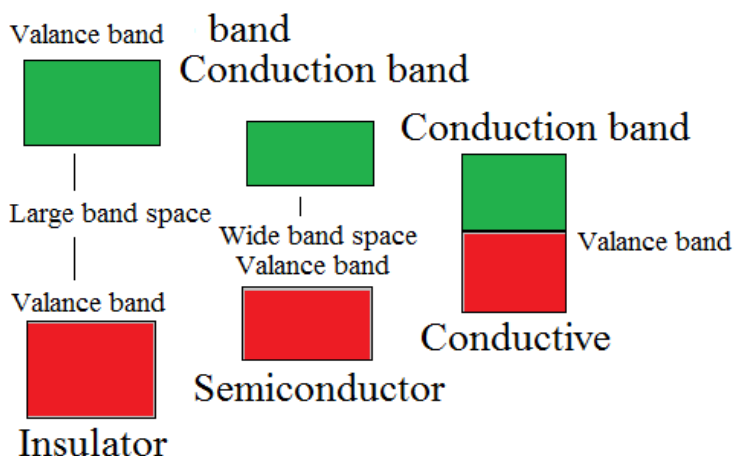 Valance band
band
Conduction band
Conduction band
Large band space
Wide band space
Valance band
Valance band
Valance band
Conductive
Semiconductor
Insulator